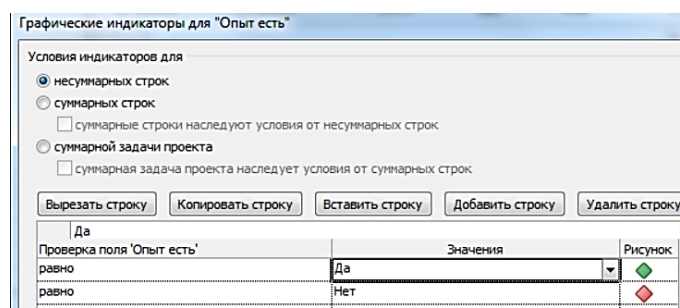 Графические индикаторы для "Опыт есть"
Условия индикаторов для
несуммарных строк
суммарных строк
суммарные строки наследуют условия от несуммарных строк
суммарной задачи проекта
суммарная задача проекта наследует условия от суммарных строк
Вырезать строку Копировать строку Вставить строку Добавить строку Удалить строку
Да
Проверка поля 'Опыт есть' Значения Рисунок
равно Да
равно Нет